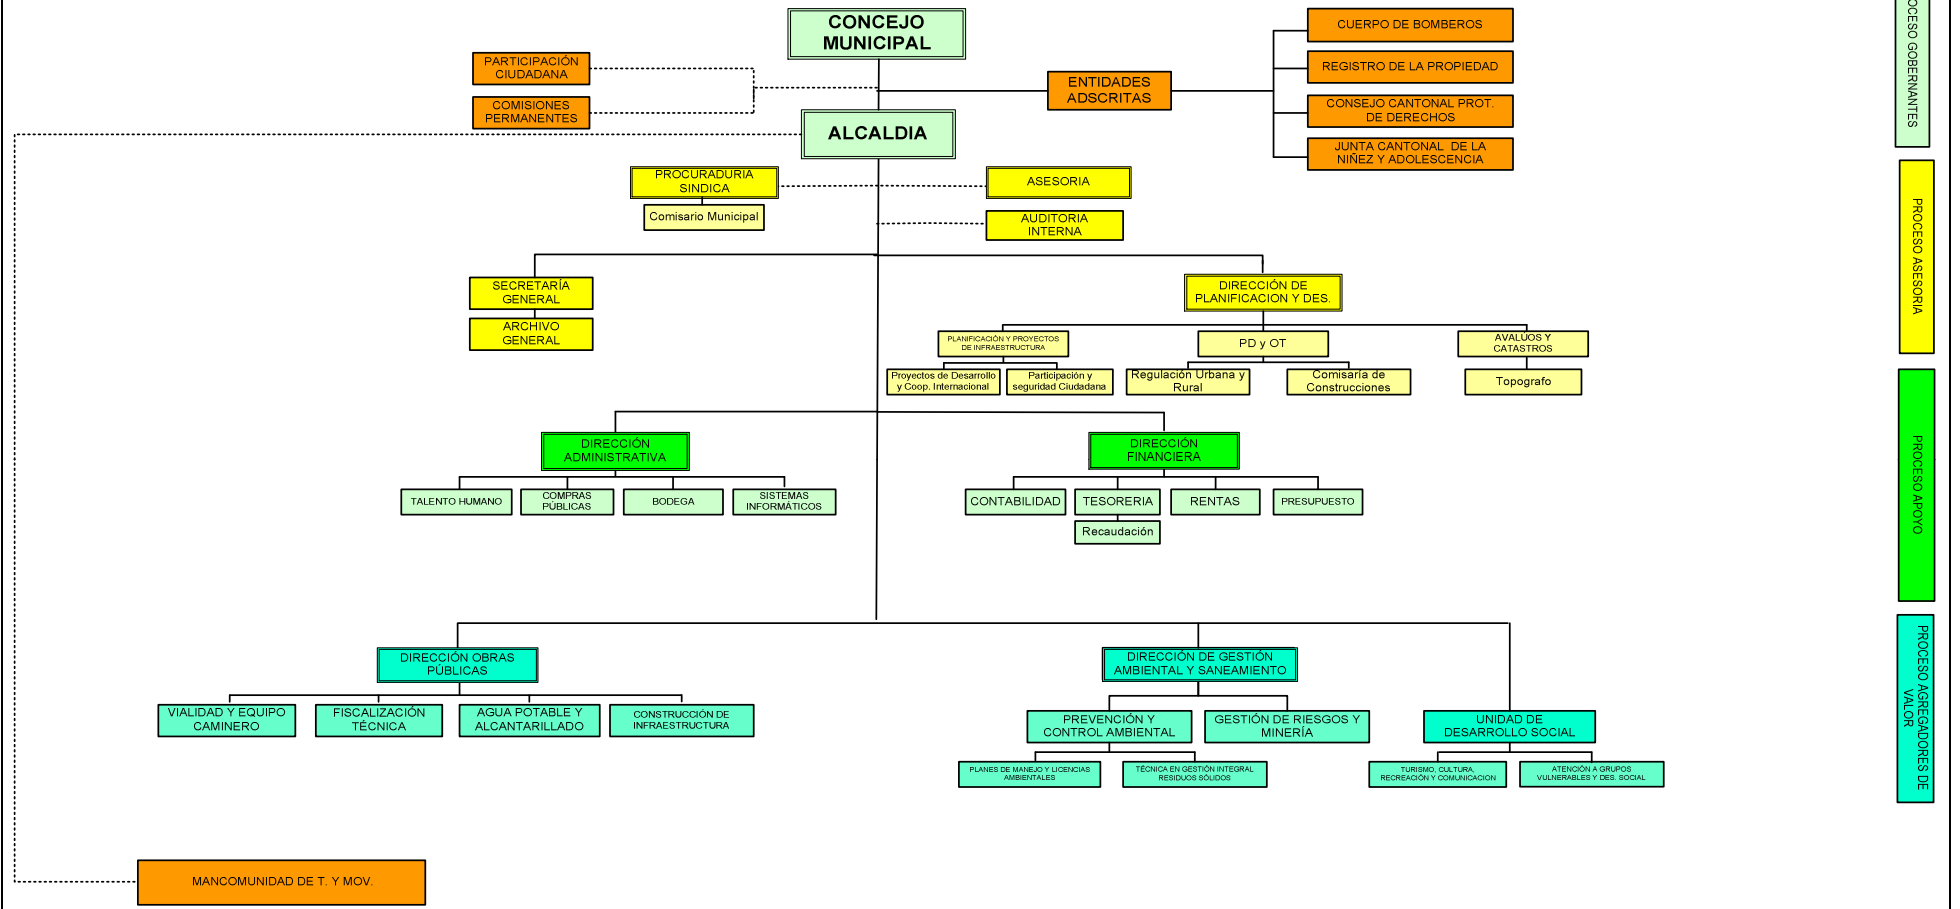 CONCEJO
MUNICIPAL
CUERPO DE BOMBEROS
REGISTRO DE LA PROPIEDAD
CONSEJO CANTONAL PROT.
DE DERECHOS
JUNTA CANTONAL DE LA
NIÑEZ Y ADOLESCENCIA
ENTIDADES
ADSCRITAS
PARTICIPACIÓN
CIUDADANA
COMISIONES
PERMANENTES
ALCALDIA
GOBERNANTES
PROCURADURIA
SINDICA
Comisario Municipal
ASESORIA
AUDITORIA
INTERNA
SECRETARÍA
GENERAL
ARCHIVO
GENERAL
DIRECCIÓN DE
PLANIFICACION Y DES.
PLANIFICACIÓN Y PROYECTOS
DE INFRAESTRUCTURA
PD y OT
AVALÚOS Y
CATASTROS
Proyectos de Desarrollo
y Coop. Internacional
Participación y
seguridad Ciudadana
Regulación Urbana y
Rural
Comisaría de
Construcciones
Topografo
PROCESO ASESORIA
DIRECCIÓN
ADMINISTRATIVA
TALENTO HUMANO
COMPRAS
PÚBLICAS
BODEGA
SISTEMAS
INFORMÁTICOS
DIRECCIÓN
FINANCIERA
CONTABILIDAD
TESORERIA
RENTAS
PRESUPUESTO
Recaudación
PROCESO APOYO
DIRECCIÓN OBRAS
PÚBLICAS
VIALIDAD Y EQUIPO
CAMINERO
FISCALIZACIÓN
TÉCNICA
AGUA POTABLE Y
ALCANTARILLADO
CONSTRUCCIÓN DE
INFRAESTRUCTURA
DIRECCIÓN DE GESTIÓN
AMBIENTAL Y SANEAMIENTO
PREVENCIÓN Y
CONTROL AMBIENTAL
GESTIÓN DE RIESGOS Y
MINERÍA
UNIDAD DE
DESARROLLO SOCIAL
PLANES DE MANEJO Y LICENCIAS
AMBIENTALES
TÉCNICA EN GESTIÓN INTEGRAL
RESIDUOS SÓLIDOS
TURISMO, CULTURA,
RECREACIÓN Y COMUNICACION
ATENCIÓN A GRUPOS
VULNERABLES Y DES. SOCIAL
PROCESO AGREGADORES DE
VALOR
MANCOMUNIDAD DE T. Y MOV.